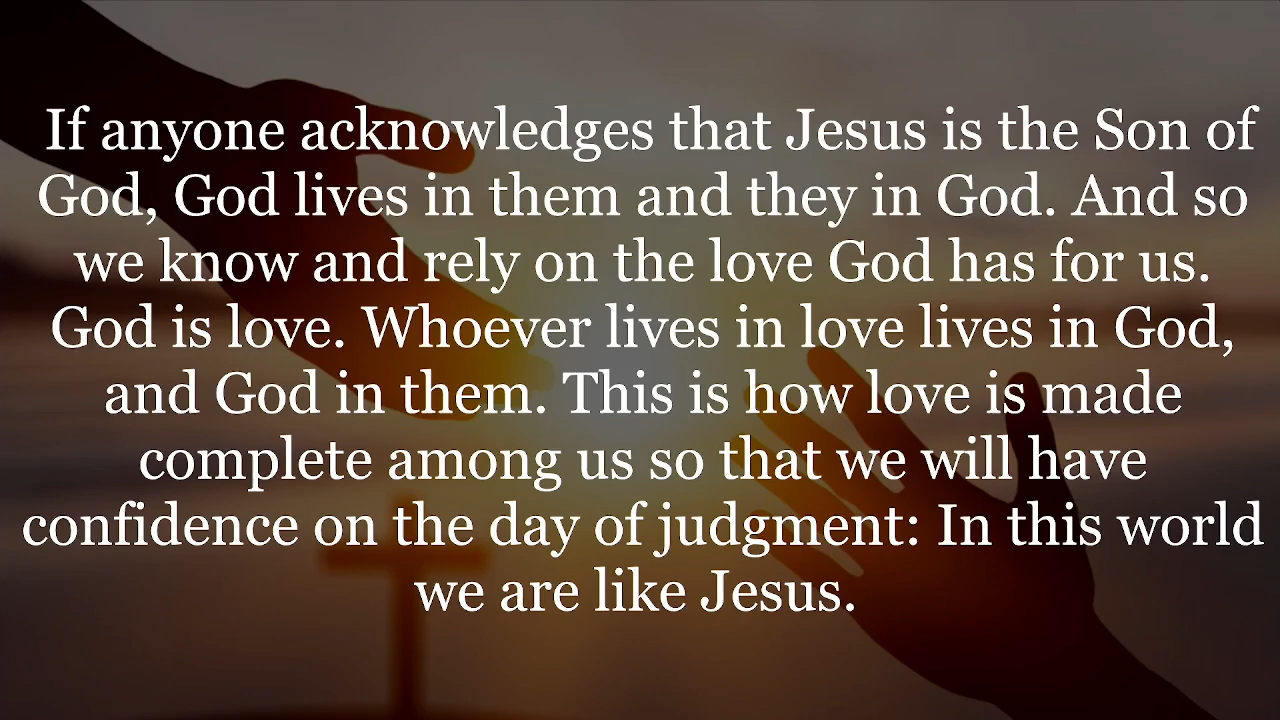 If anyone acknowledges that Jesus is the Son of
God, God lives in them and they in God. And so
we know and rely on the love God has for us.
God is love. Whoever lives in love lives in God,
and God in them. This is how love is made
complete among us so that we will have
confidence on the day of judgment: In this world
we are like Jesus.